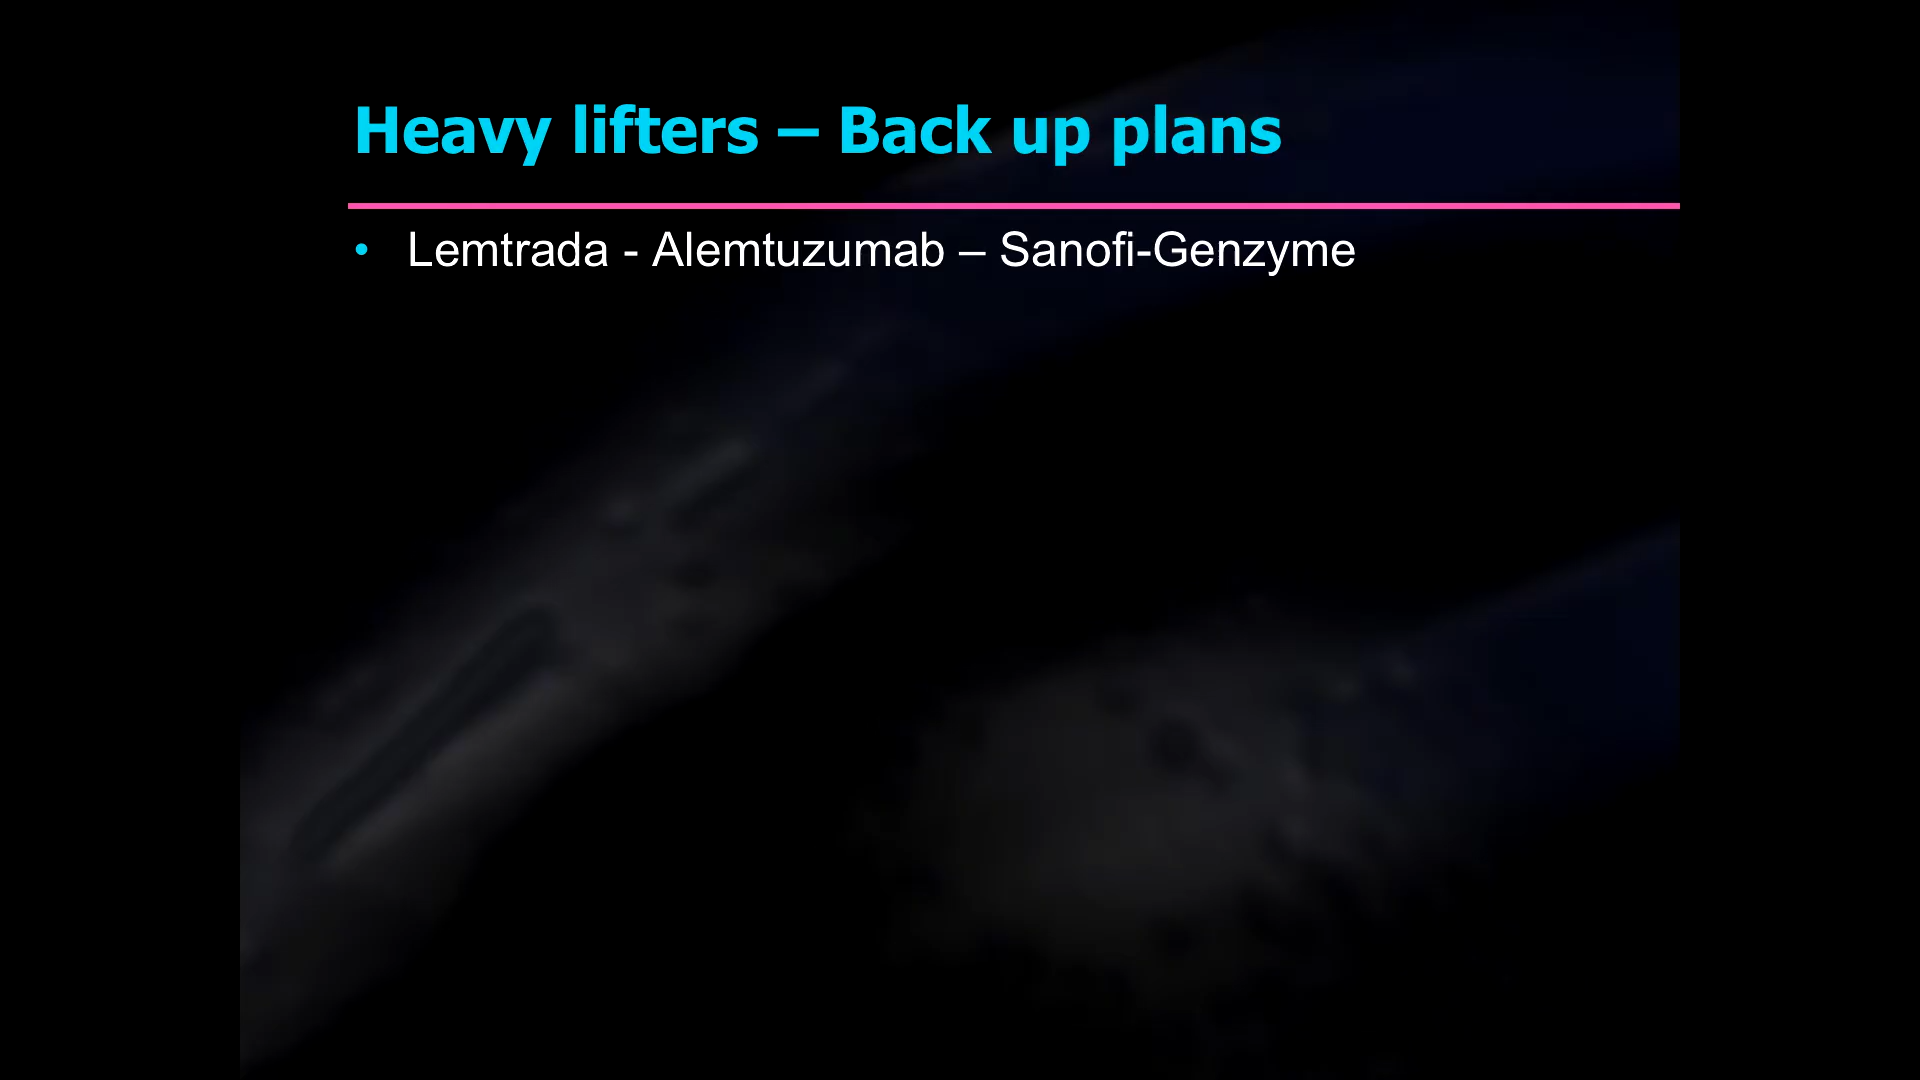 Heavy lifters – Back up plans
• Lemtrada - Alemtuzumab – Sanofi-Genzyme